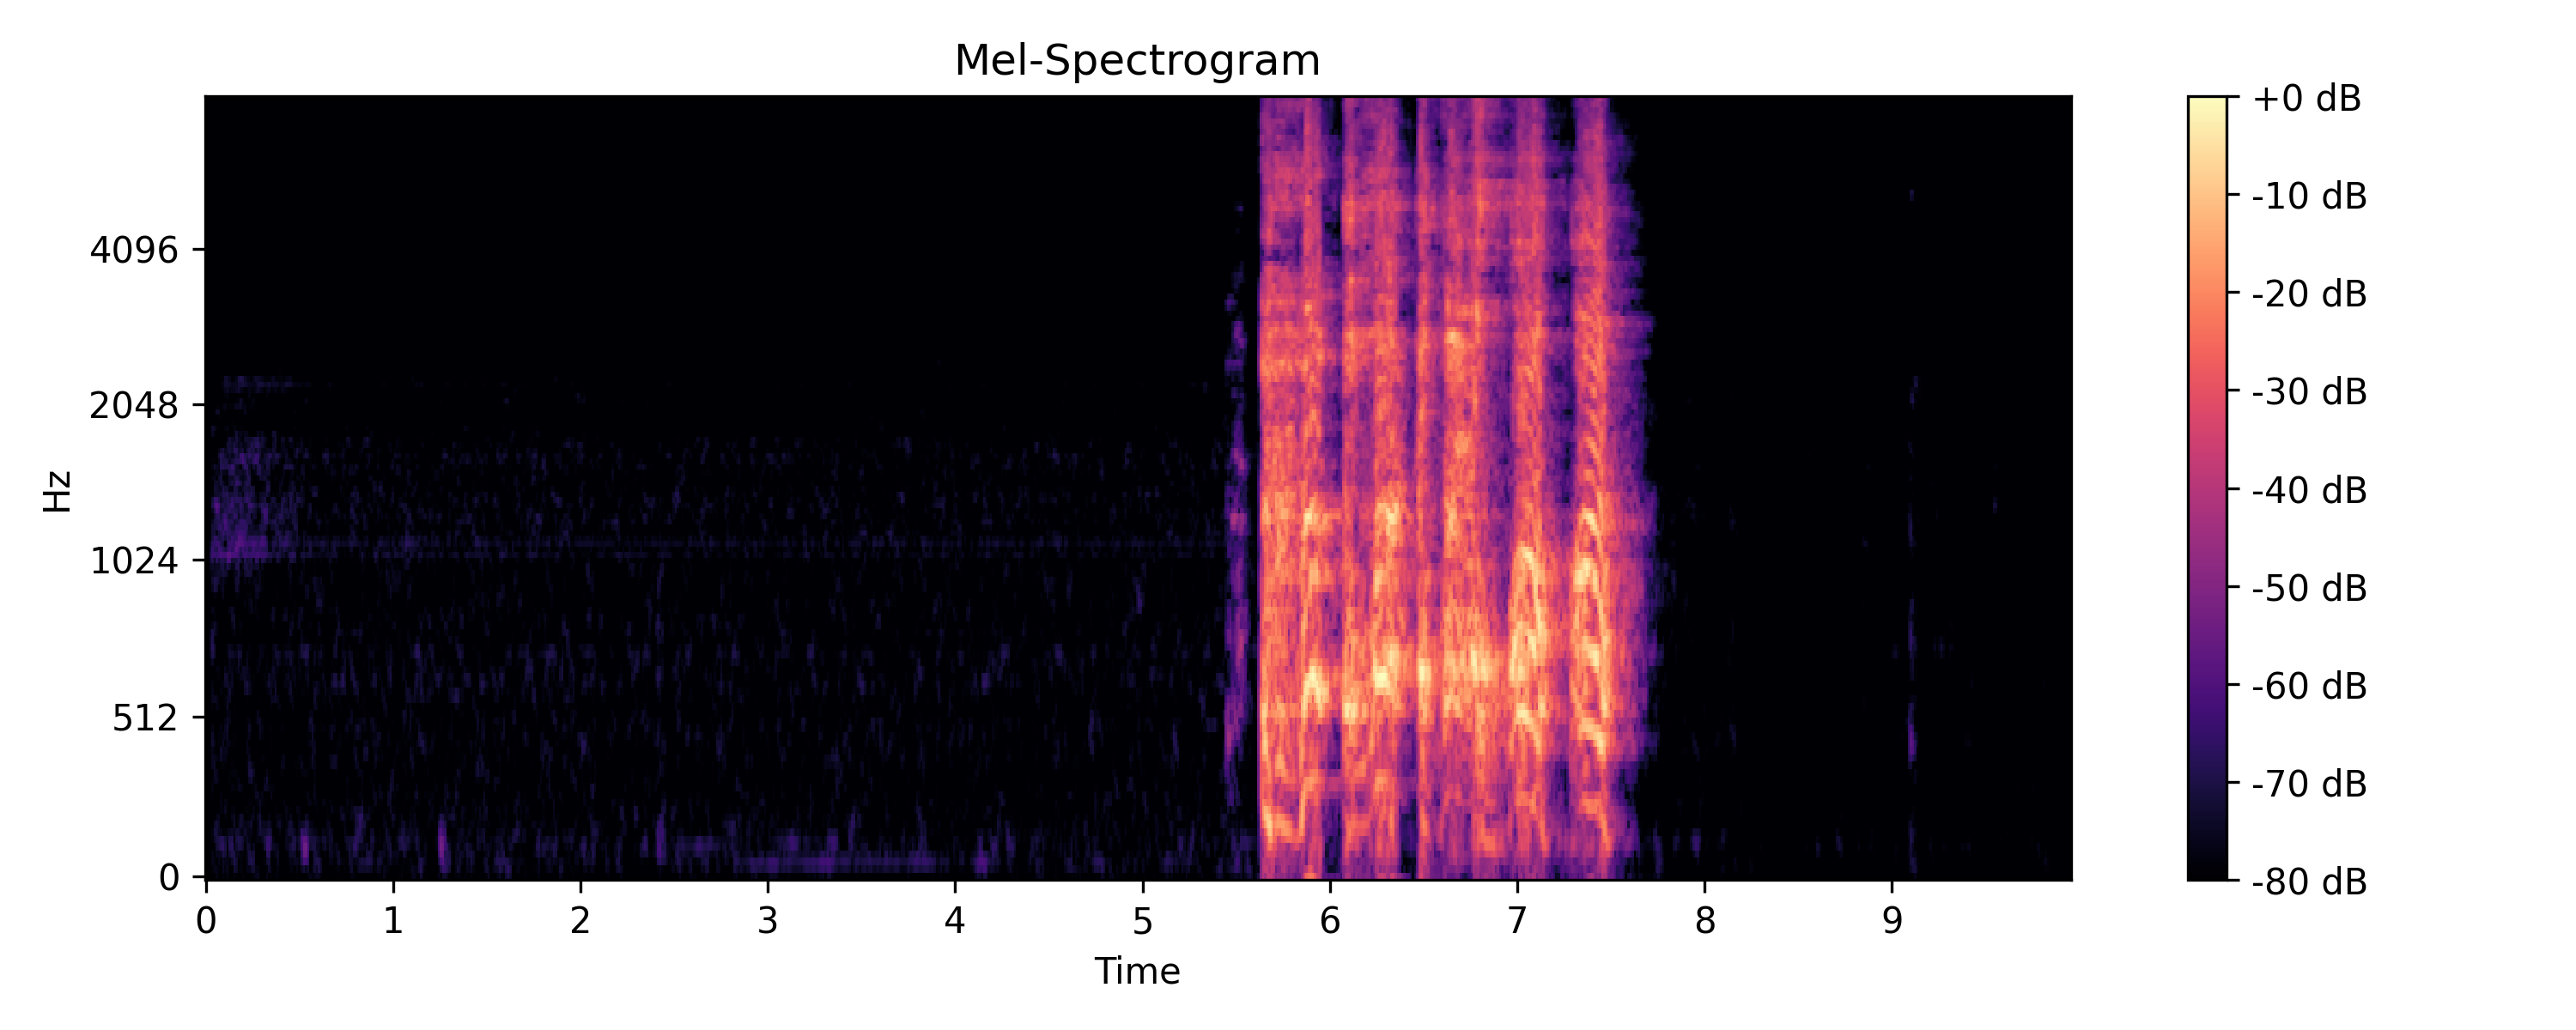 Mel-Spectrogram
+0 dB
-10 dB
-20 dB
-30 dB
-40 dB
-50 dB
-60 dB
-70 dB
-80 dB
4096
2048
1024
512
0
Hz
0 1 2 3 4 5 6 7 8 9
Time